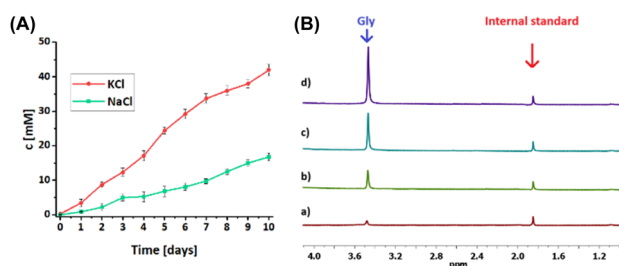 (A)
50
40
30
20
10
0
c [mM]
KCl
NaCl
0 1 2 3 4 5 6 7 8 9 10
Time [days]
(B)
Gly
Internal standard
d)
c)
b)
a)
4.0 3.6 3.2 2.8 2.4 2.0 1.6 1.2
ppm